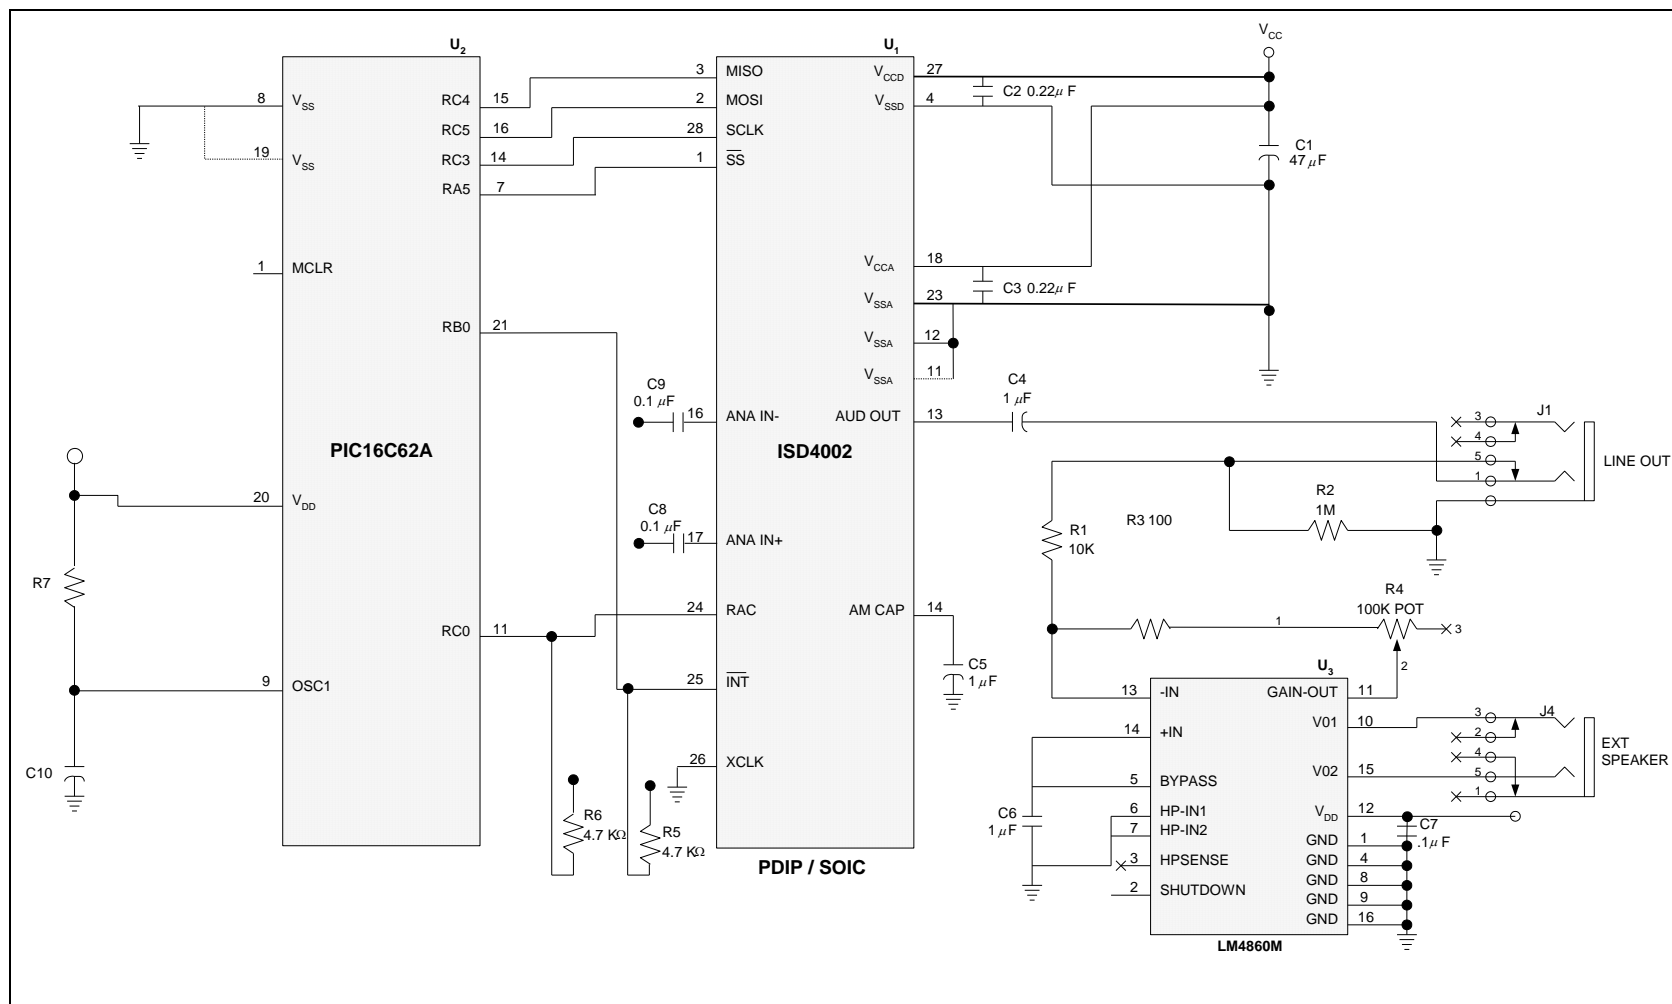 U2
PIC16C62A
8 VSS
19 VSS
1 MCLR
20 VDD
9 OSC1
RC4 15
RC5 16
RC3 14
RA5 7
RB0 21
RC0 11
R7
C10
U1
ISD4002
PDIP / SOIC
3 MISO
2 MOSI
28 SCLK
1 SS
16 ANA IN-
17 ANA IN+
24 RAC
25 INT
26 XCLK
C9
0.1 μF
C8
0.1 μF
R6
4.7 KΩ
R5
4.7 KΩ
VCCD 27
VSSD 4
VCCA 18
VSSA 23
VSSA 12
VSSA 11
AUD OUT 13
AM CAP 14
C2 0.22μ F
C3 0.22μ F
VCC
C1
47 μF
C4
1 μF
C5
1 μF
J1
3
4
5
1
LINE OUT
R2
1M
R1
10K
R3 100
R4
100K POT
1
3
2
U3
LM4860M
13 -IN
14 +IN
5 BYPASS
6 HP-IN1
7 HP-IN2
3 HPSENSE
2 SHUTDOWN
GAIN-OUT 11
V01 10
V02 15
VDD 12
GND 1
GND 4
GND 8
GND 9
GND 16
C6
1 μF
C7
.1μ F
J4
3
2
4
5
1
EXT
SPEAKER